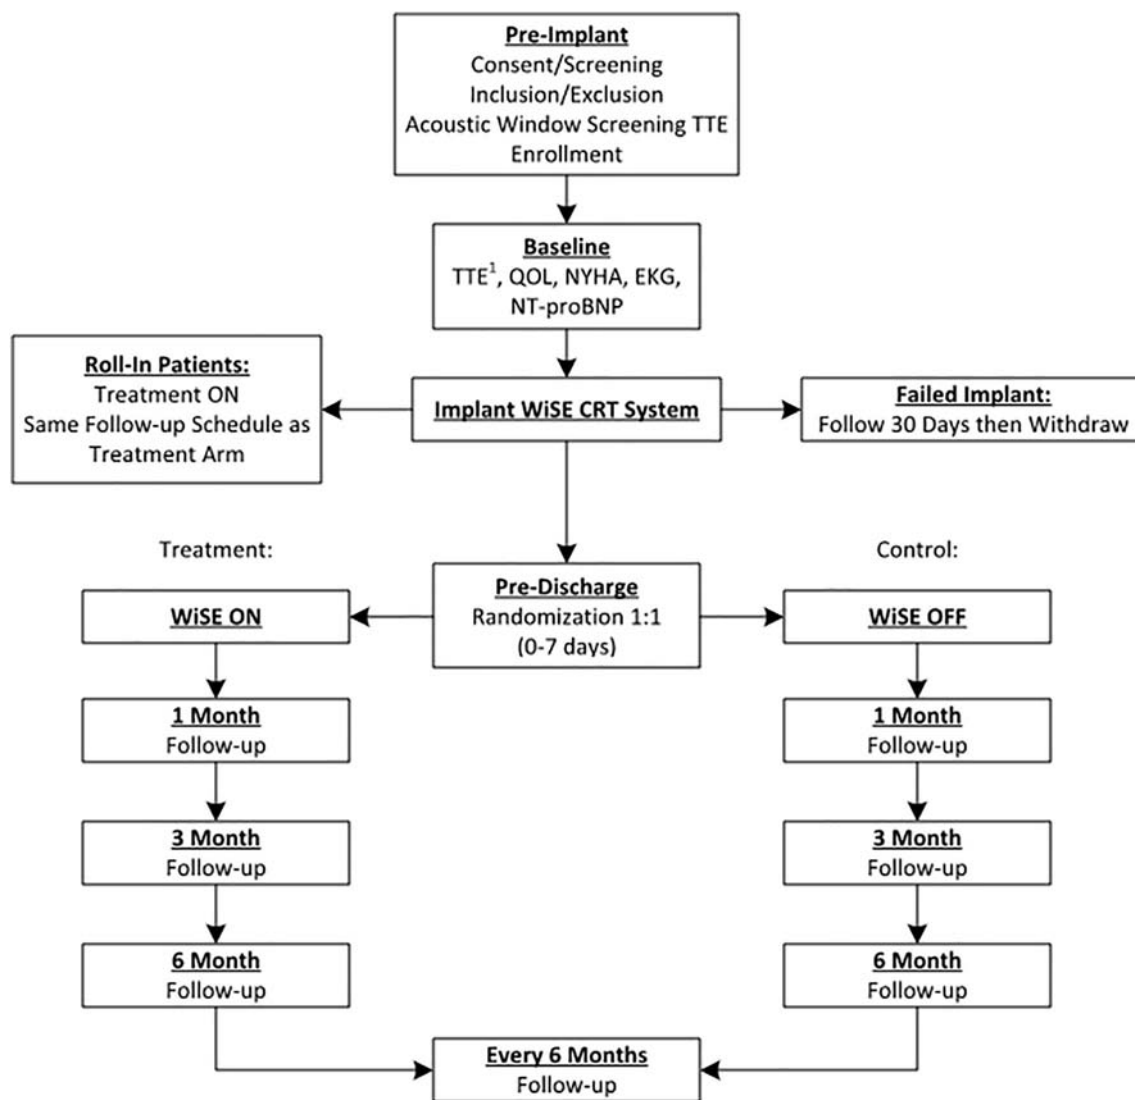 Pre-Implant
Consent/Screening
Inclusion/Exclusion
Acoustic Window Screening TTE
Enrollment
Baseline
TTE¹, QOL, NYHA, EKG,
NT-proBNP
Roll-In Patients:
Treatment ON
Same Follow-up Schedule as
Treatment Arm
Implant WiSE CRT System
Failed Implant:
Follow 30 Days then Withdraw
Treatment:
Control:
Pre-Discharge
Randomization 1:1
(0-7 days)
WiSE ON
WiSE OFF
1 Month
Follow-up
1 Month
Follow-up
3 Month
Follow-up
3 Month
Follow-up
6 Month
Follow-up
6 Month
Follow-up
Every 6 Months
Follow-up